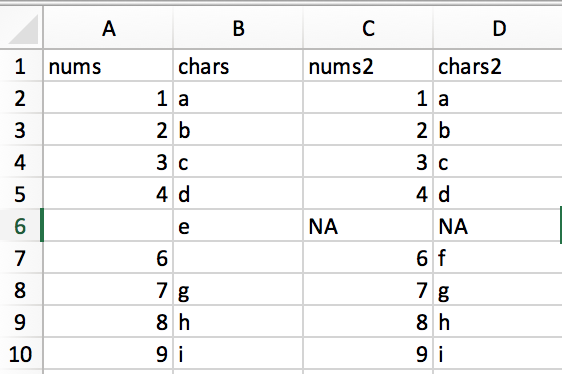 A B C D
1 nums chars nums2 chars2
2 1 a 1 a
3 2 b 2 b
4 3 c 3 c
5 4 d 4 d
6 e NA NA
7 6 6 f
8 7 g 7 g
9 8 h 8 h
10 9 i 9 i